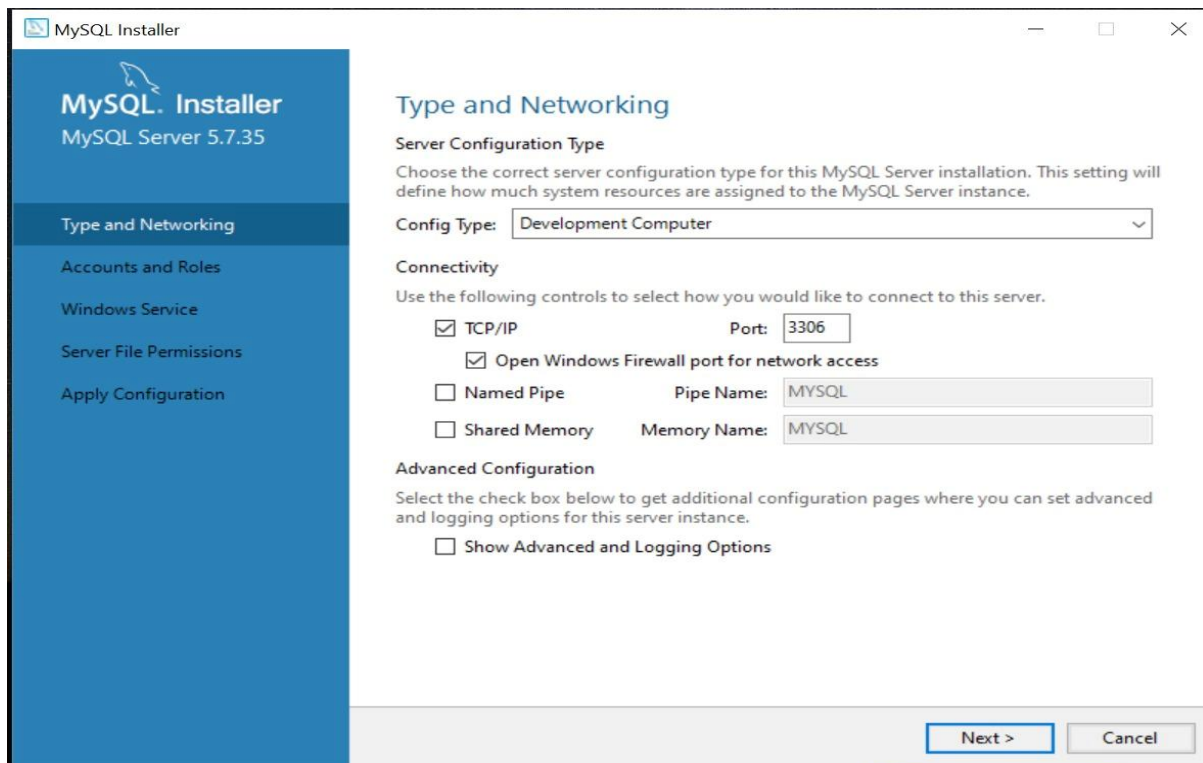 MySQL Installer
MySQL. Installer
MySQL Server 5.7.35
Type and Networking
Accounts and Roles
Windows Service
Server File Permissions
Apply Configuration
Type and Networking
Server Configuration Type
Choose the correct server configuration type for this MySQL Server installation. This setting will
define how much system resources are assigned to the MySQL Server instance.
Config Type: Development Computer
Connectivity
Use the following controls to select how you would like to connect to this server.
TCP/IP Port: 3306
Open Windows Firewall port for network access
Named Pipe Pipe Name: MYSQL
Shared Memory Memory Name: MYSQL
Advanced Configuration
Select the check box below to get additional configuration pages where you can set advanced
and logging options for this server instance.
Show Advanced and Logging Options
Next > Cancel